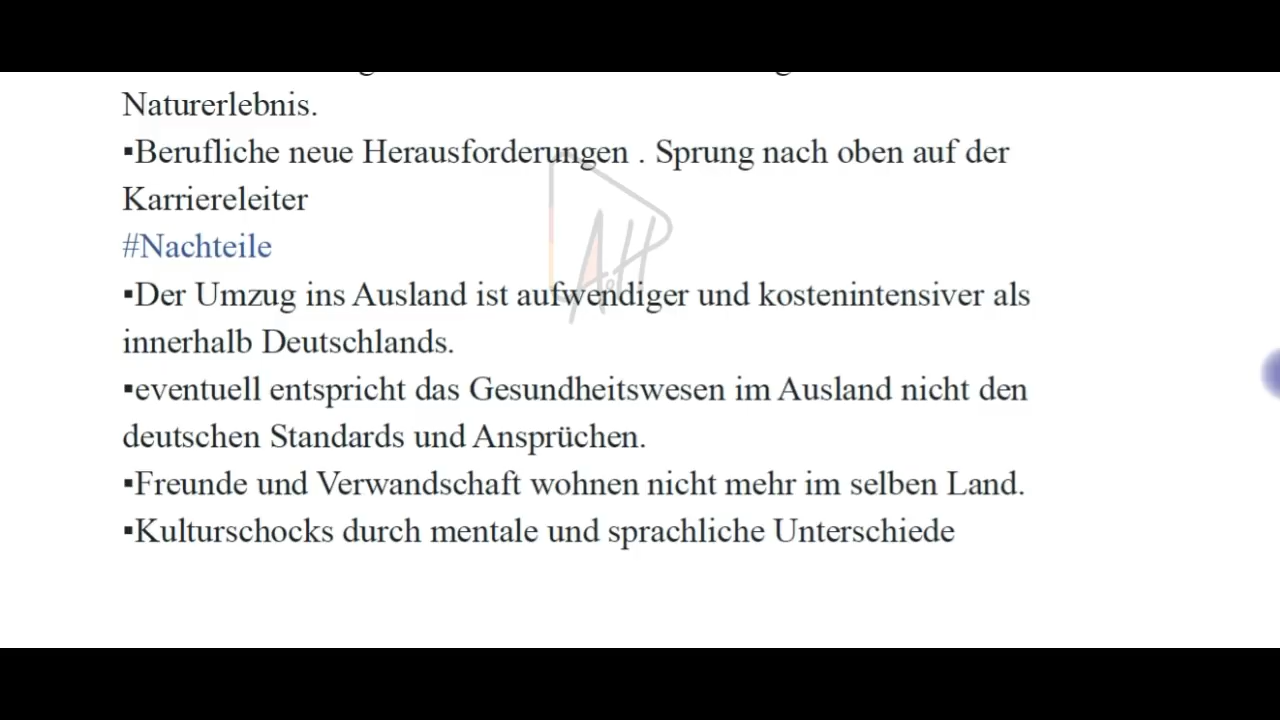 Naturerlebnis.
▪Berufliche neue Herausforderungen . Sprung nach oben auf der
Karriereleiter
#Nachteile
▪Der Umzug ins Ausland ist aufwendiger und kostenintensiver als
innerhalb Deutschlands.
▪eventuell entspricht das Gesundheitswesen im Ausland nicht den
deutschen Standards und Ansprüchen.
▪Freunde und Verwandschaft wohnen nicht mehr im selben Land.
▪Kulturschocks durch mentale und sprachliche Unterschiede